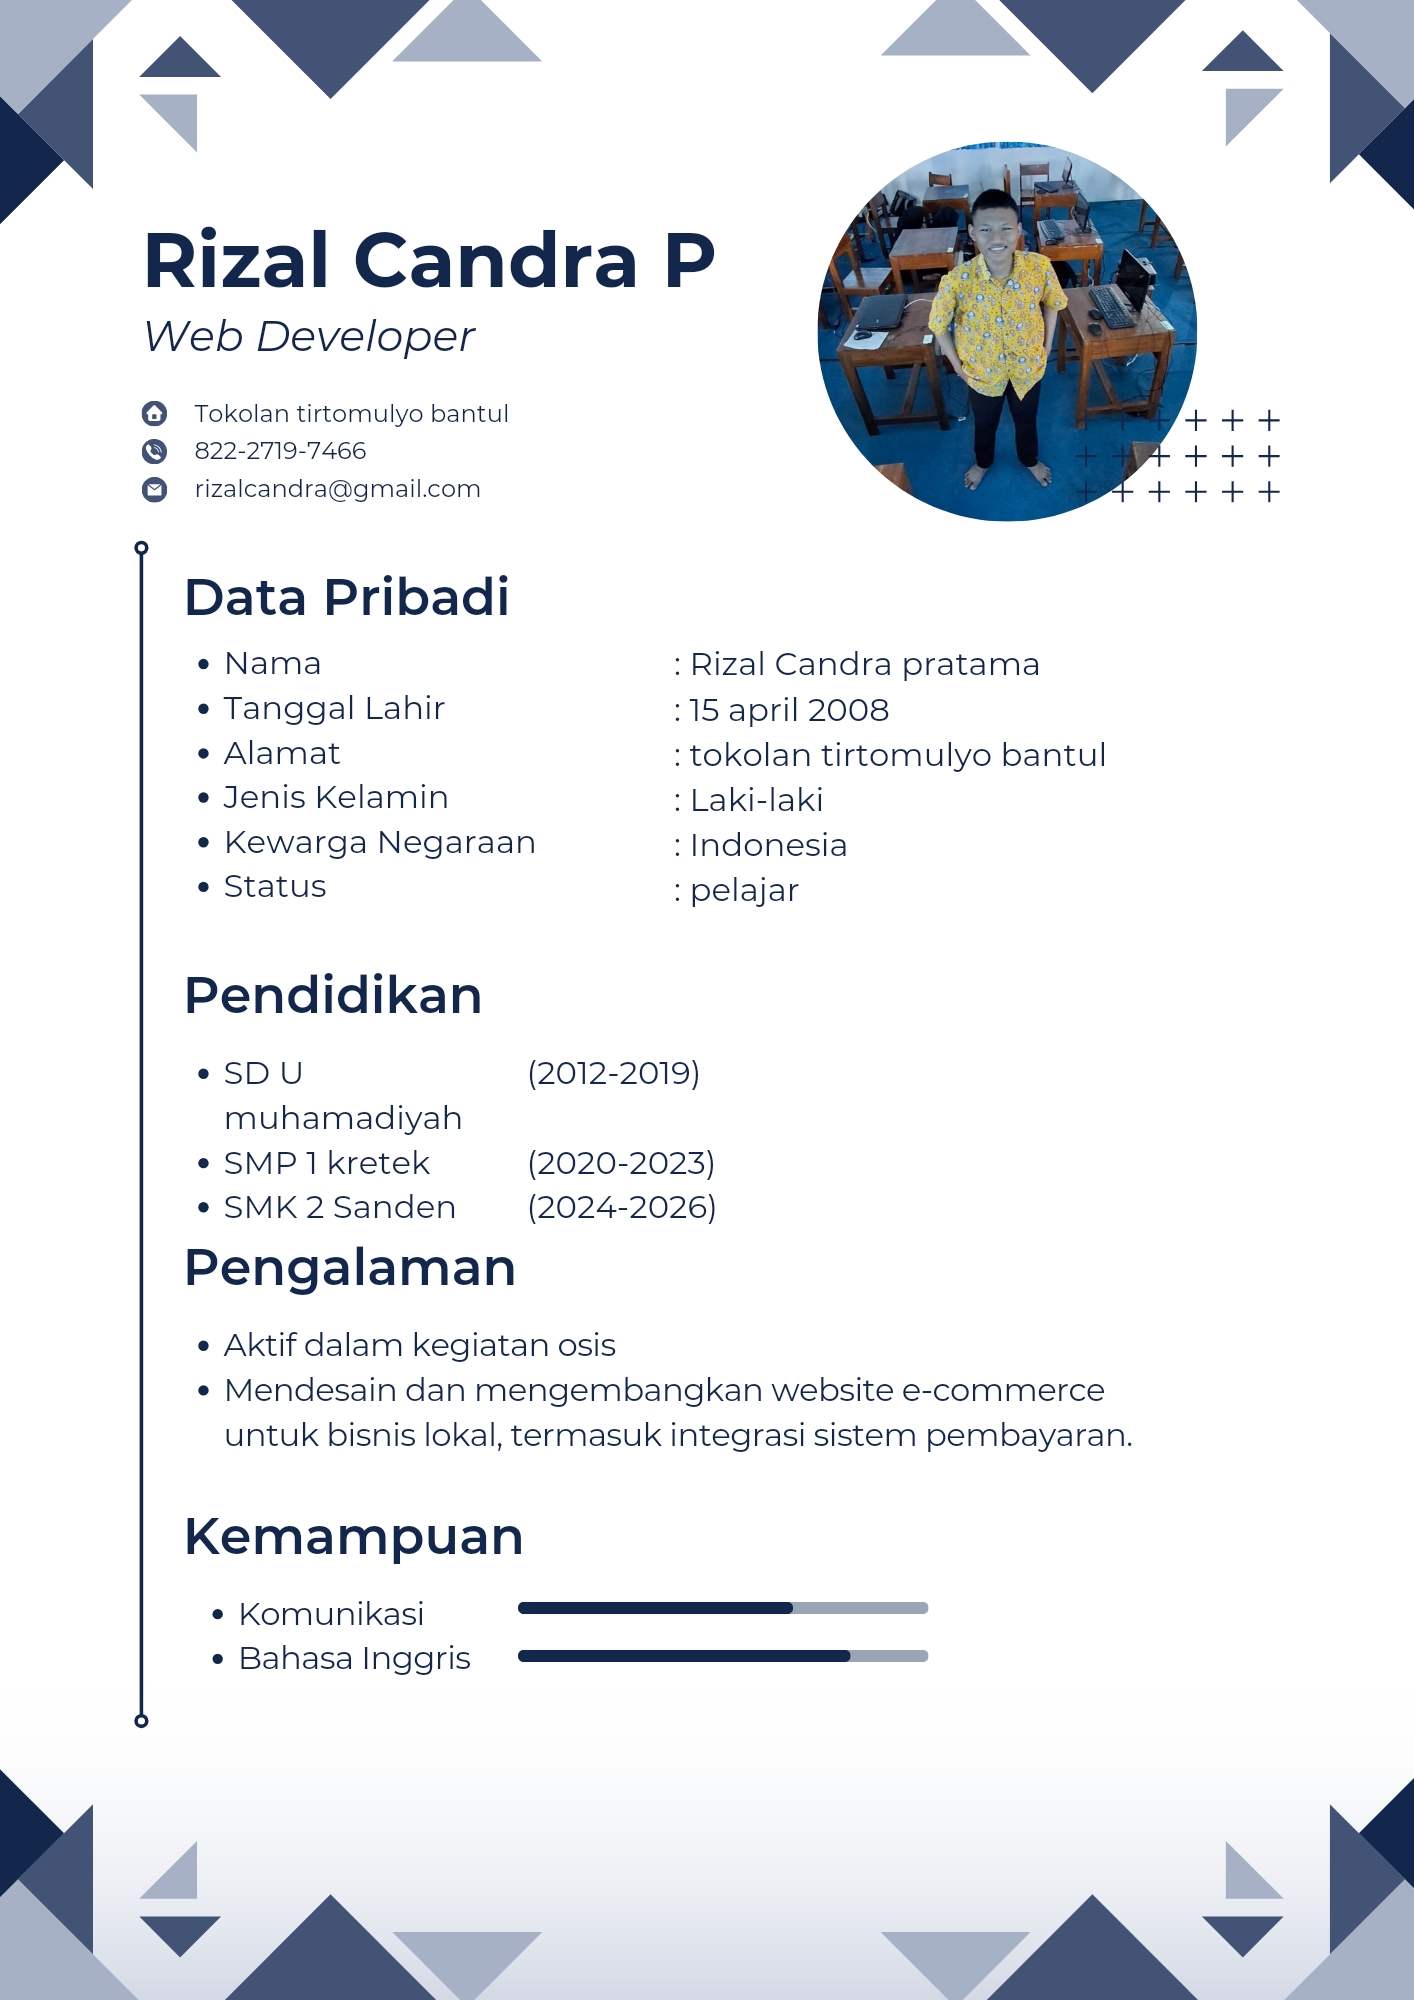 Rizal Candra P
Web Developer
Tokolan tirtomulyo bantul
822-2719-7466
rizalcandra@gmail.com
Data Pribadi
Nama : Rizal Candra pratama
Tanggal Lahir : 15 april 2008
Alamat : tokolan tirtomulyo bantul
Jenis Kelamin : Laki-laki
Kewarga Negaraan : Indonesia
Status : pelajar
Pendidikan
SD U (2012-2019)
muhamadiyah
SMP 1 kretek (2020-2023)
SMK 2 Sanden (2024-2026)
Pengalaman
Aktif dalam kegiatan osis
Mendesain dan mengembangkan website e-commerce
untuk bisnis lokal, termasuk integrasi sistem pembayaran.
Kemampuan
Komunikasi
Bahasa Inggris